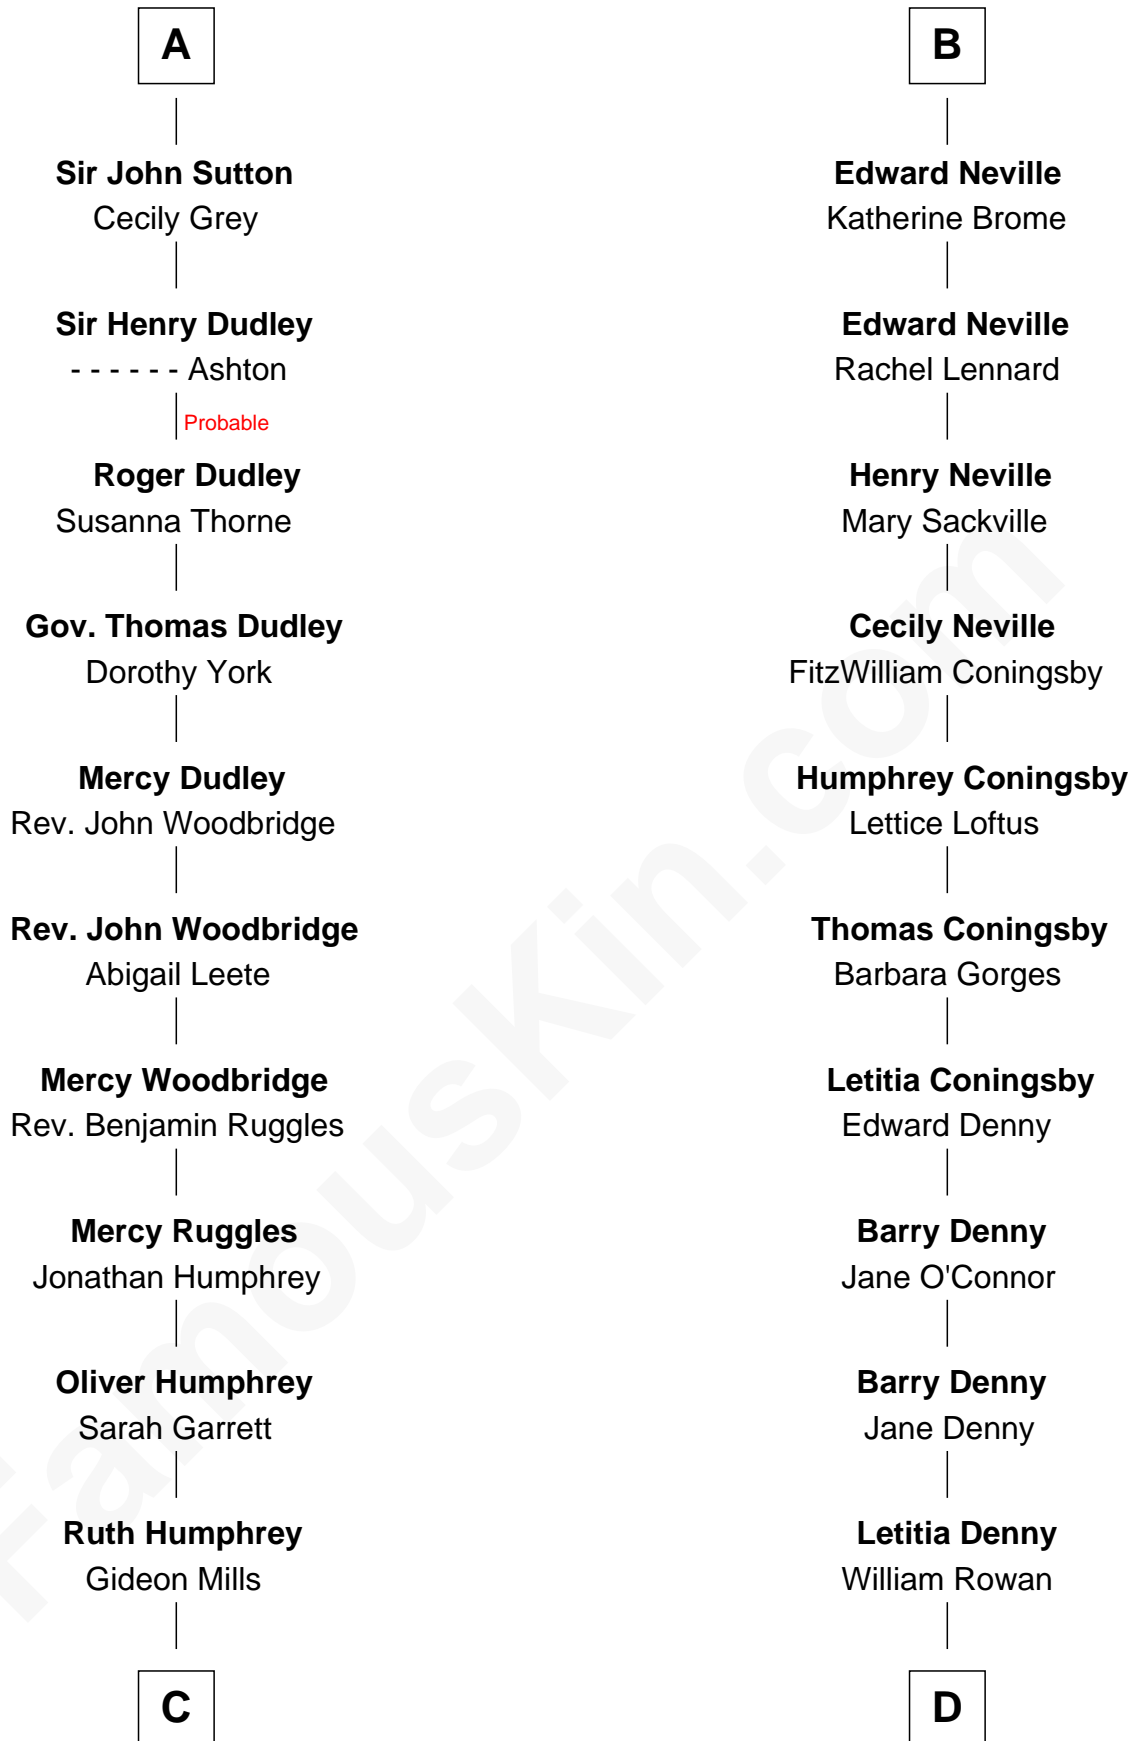 A
Sir John Sutton
Cecily Grey
Sir Henry Dudley
- - - - - - Ashton
Probable
Roger Dudley
Susanna Thorne
Gov. Thomas Dudley
Dorothy York
Mercy Dudley
Rev. John Woodbridge
Rev. John Woodbridge
Abigail Leete
Mercy Woodbridge
Rev. Benjamin Ruggles
Mercy Ruggles
Jonathan Humphrey
Oliver Humphrey
Sarah Garrett
Ruth Humphrey
Gideon Mills
C
B
Edward Neville
Katherine Brome
Edward Neville
Rachel Lennard
Henry Neville
Mary Sackville
Cecily Neville
FitzWilliam Coningsby
Humphrey Coningsby
Lettice Loftus
Thomas Coningsby
Barbara Gorges
Letitia Coningsby
Edward Denny
Barry Denny
Jane O'Connor
Barry Denny
Jane Denny
Letitia Denny
William Rowan
D
FamousKin.com